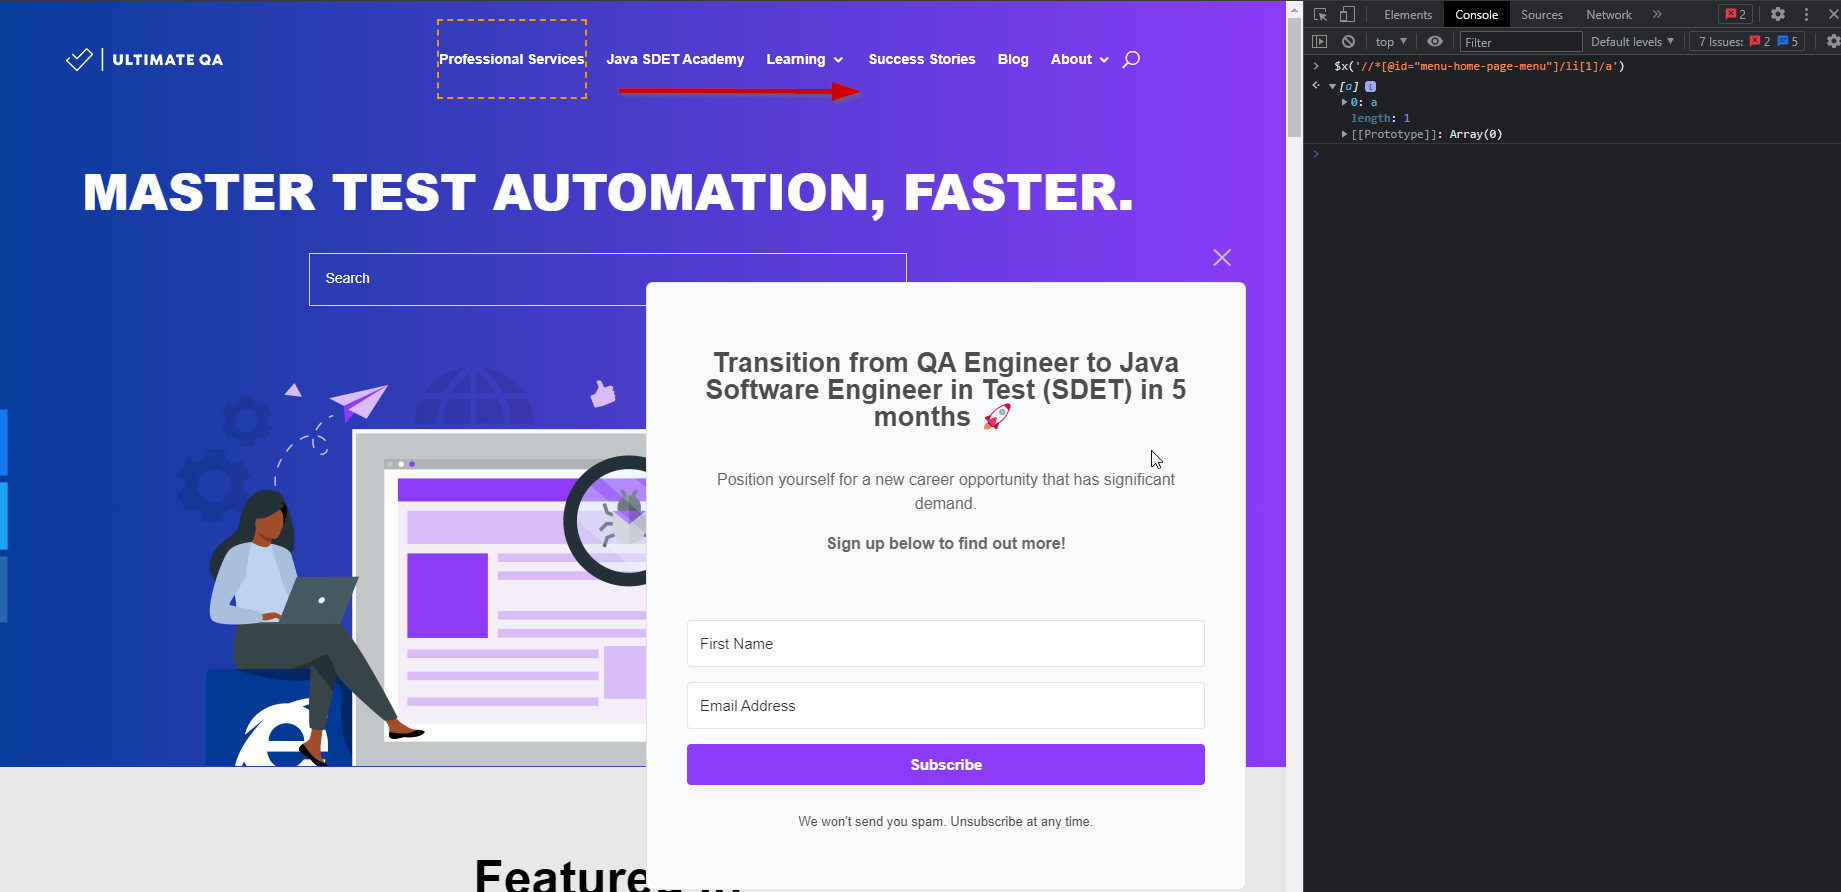 ULTIMATE QA
Professional Services
Java SDET Academy
Learning
Success Stories
Blog
About
MASTER TEST AUTOMATION, FASTER.
Search
Transition from QA Engineer to Java
Software Engineer in Test (SDET) in 5
months 🚀
Position yourself for a new career opportunity that has significant
demand.
Sign up below to find out more!
First Name
Email Address
Subscribe
We won't send you spam. Unsubscribe at any time.
Featured in
Elements
Console
Sources
Network
2
top
Filter
Default levels
7 Issues: 2 5
$x('//*[@id="menu-home-page-menu"]/li[1]/a')
[a] i
0: a
length: 1
[[Prototype]]: Array(0)